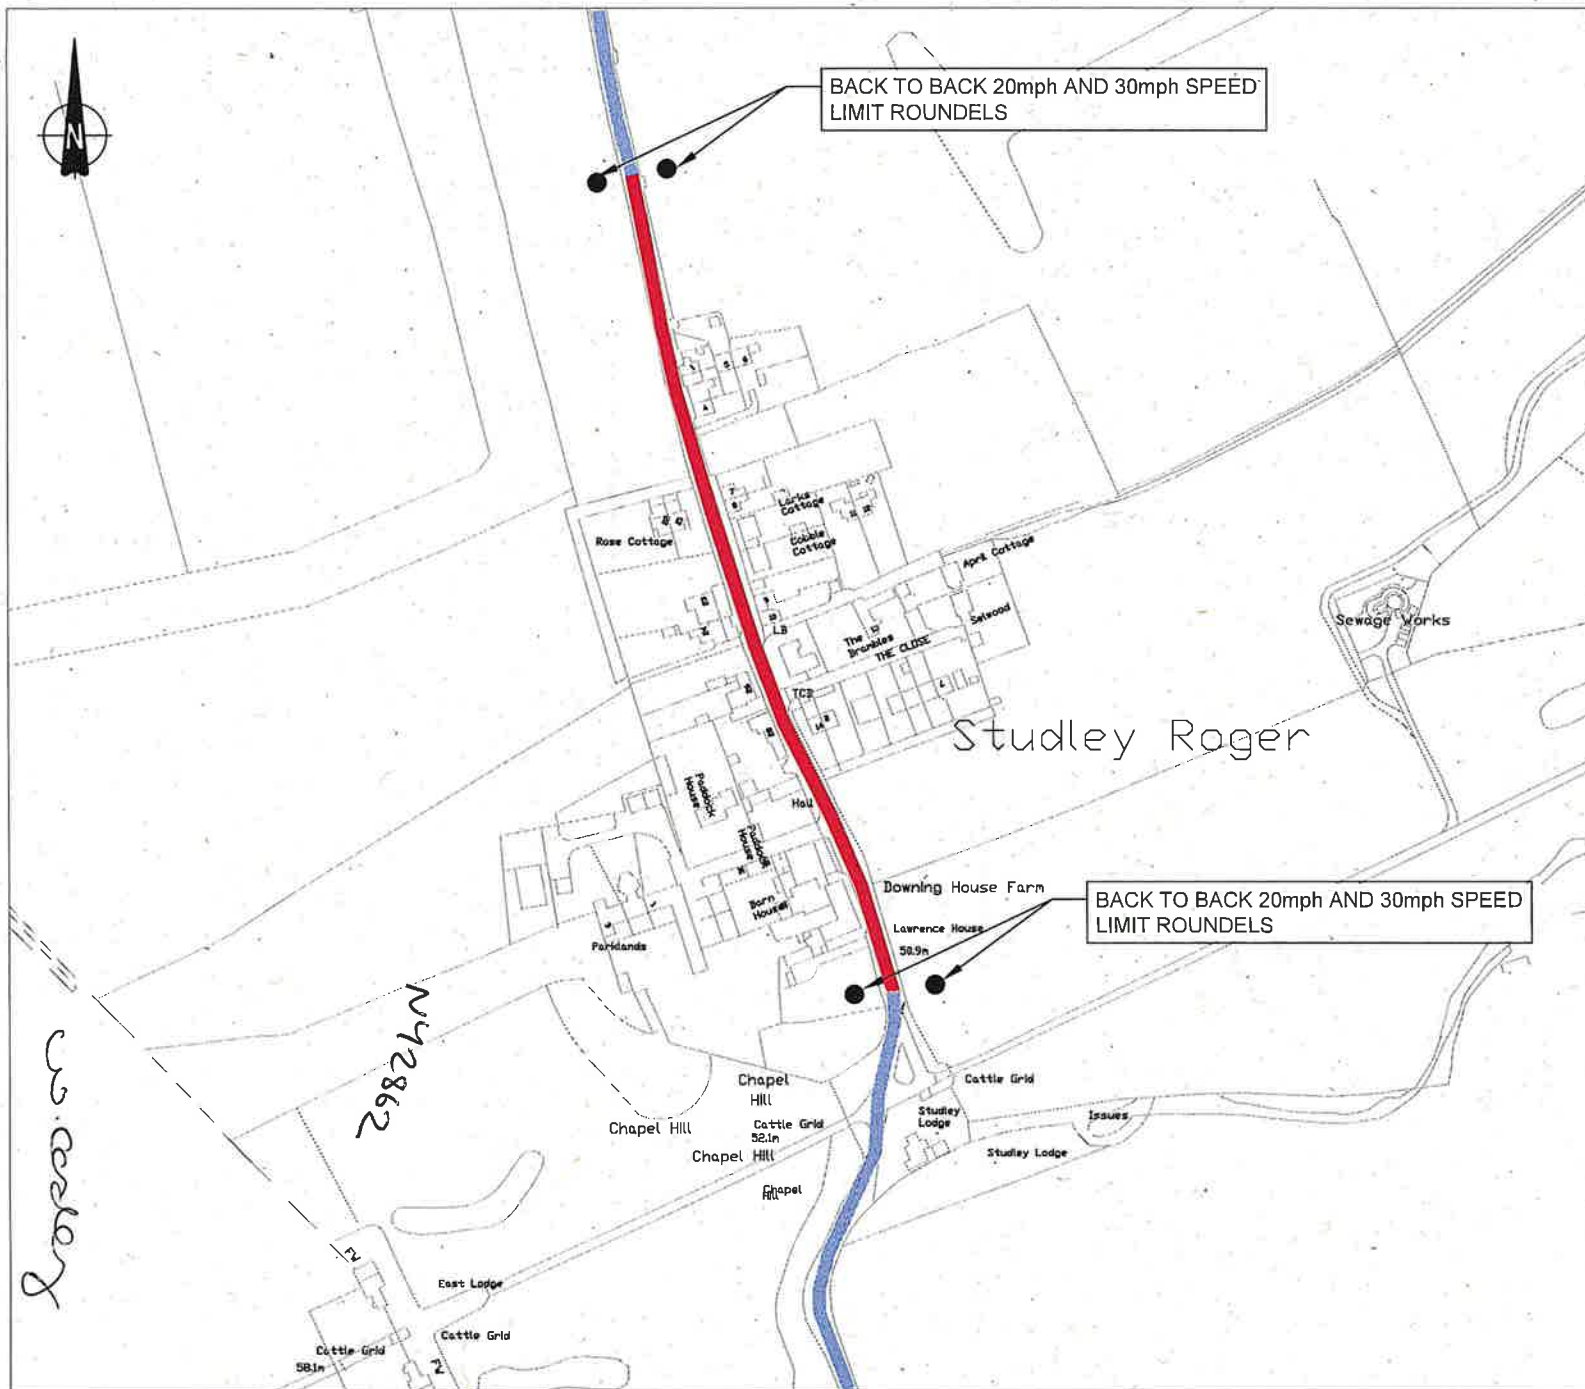 BACK TO BACK 20mph AND 30mph SPEED
LIMIT ROUNDELS
N
Larks
Cottage
Cobble
Cottage
Rose Cottage
April Cottage
Selwood
The
Brambles
THE CLOSE
LB
TCB
Sewage Works
Studley Roger
Paddock
House
Hall
Paddock
House
Barn
House
Parklands
Downing House Farm
BACK TO BACK 20mph AND 30mph SPEED
LIMIT ROUNDELS
Lawrence House
50.9m
NY2862
Chapel
Hill
Chapel Hill
Cattle Grid
52.1m
Chapel Hill
Chapel
Hill
Cattle Grid
Studley
Lodge
Issues
Studley Lodge
East Lodge
Cattle Grid
Cattle Grid
58.1m